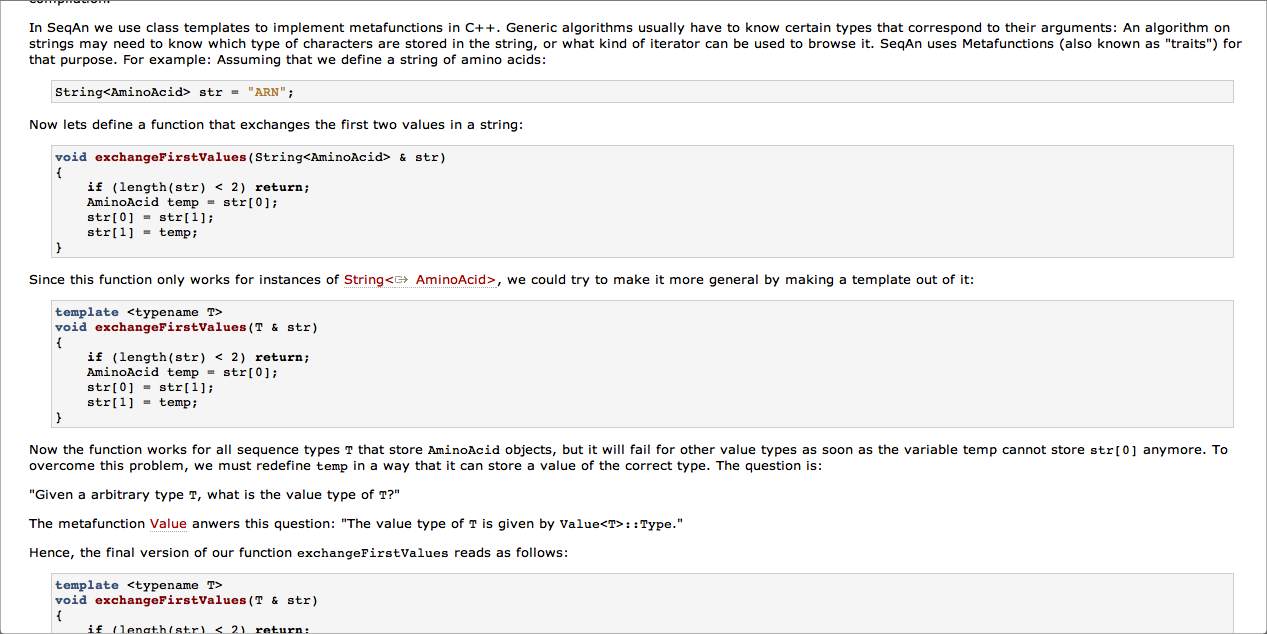 compilation.
In SeqAn we use class templates to implement metafunctions in C++. Generic algorithms usually have to know certain types that correspond to their arguments: An algorithm on
strings may need to know which type of characters are stored in the string, or what kind of iterator can be used to browse it. SeqAn uses Metafunctions (also known as "traits") for
that purpose. For example: Assuming that we define a string of amino acids:
String<AminoAcid> str = "ARN";
Now lets define a function that exchanges the first two values in a string:
void exchangeFirstValues(String<AminoAcid> & str)
{
    if (length(str) < 2) return;
    AminoAcid temp = str[0];
    str[0] = str[1];
    str[1] = temp;
}
Since this function only works for instances of String< AminoAcid>, we could try to make it more general by making a template out of it:
template <typename T>
void exchangeFirstValues(T & str)
{
    if (length(str) < 2) return;
    AminoAcid temp = str[0];
    str[0] = str[1];
    str[1] = temp;
}
Now the function works for all sequence types T that store AminoAcid objects, but it will fail for other value types as soon as the variable temp cannot store str[0] anymore. To
overcome this problem, we must redefine temp in a way that it can store a value of the correct type. The question is:
"Given a arbitrary type T, what is the value type of T?"
The metafunction Value anwers this question: "The value type of T is given by Value<T>::Type."
Hence, the final version of our function exchangeFirstValues reads as follows:
template <typename T>
void exchangeFirstValues(T & str)
{
    if (length(str) < 2) return;